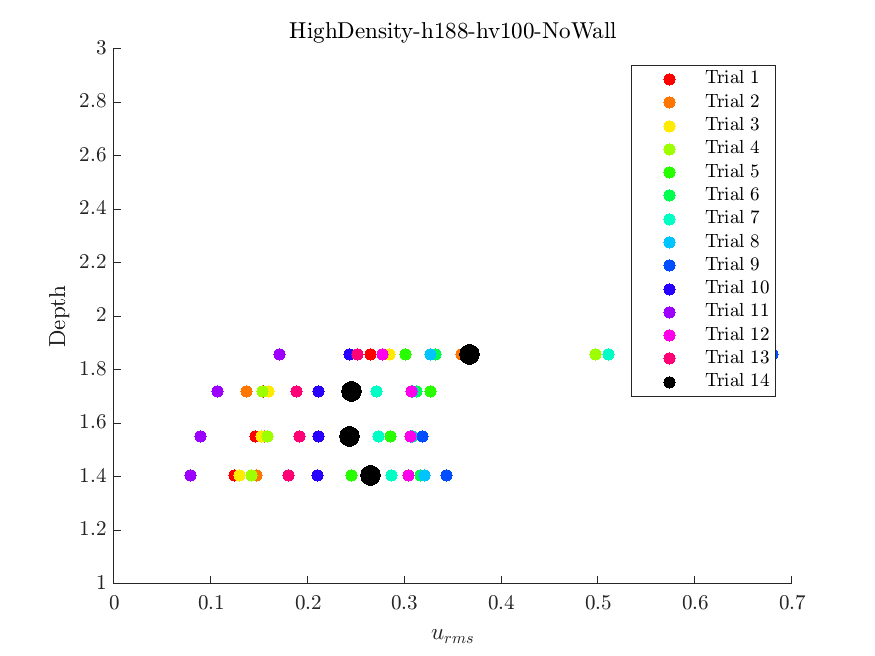 HighDensity-h188-hv100-NoWall
3
2.8
2.6
2.4
2.2
2
1.8
1.6
1.4
1.2
1
Depth
0
0.1
0.2
0.3
0.4
0.5
0.6
0.7
u_{rms}
Trial 1
Trial 2
Trial 3
Trial 4
Trial 5
Trial 6
Trial 7
Trial 8
Trial 9
Trial 10
Trial 11
Trial 12
Trial 13
Trial 14